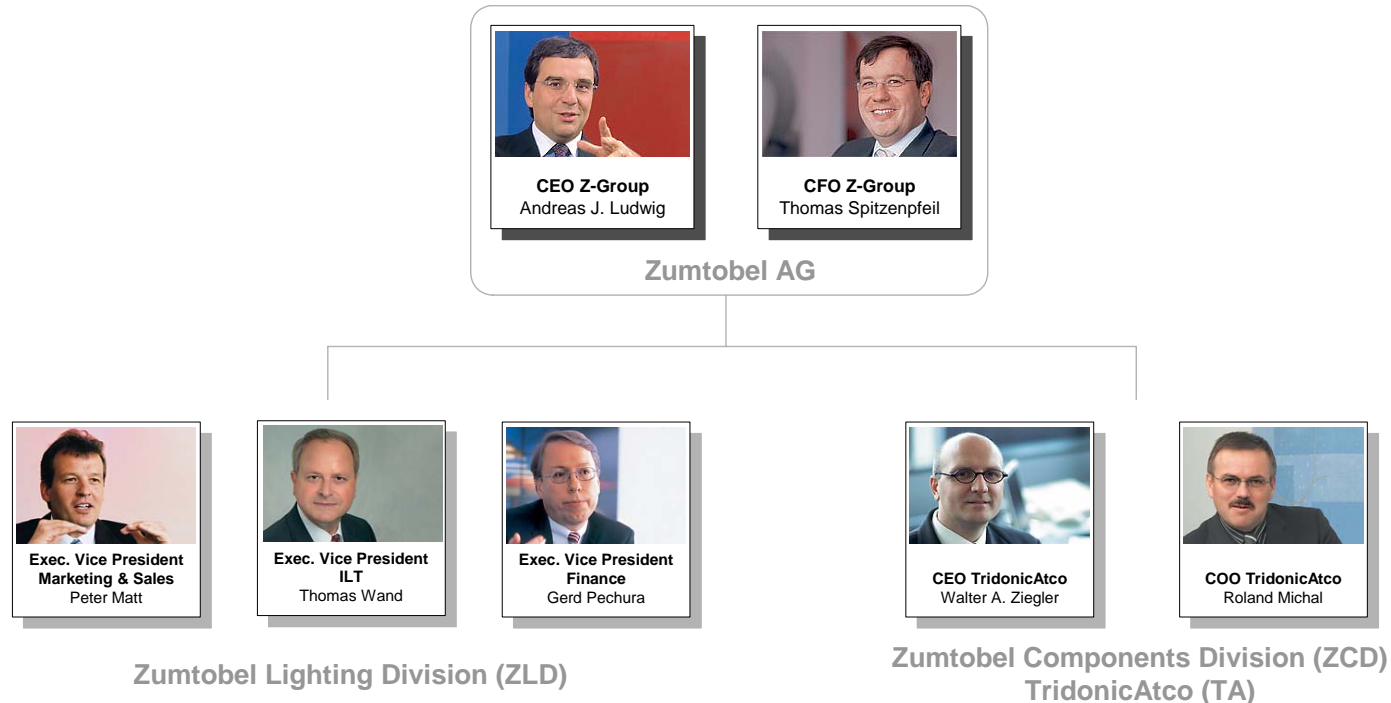 CEO Z-Group
Andreas J. Ludwig
CFO Z-Group
Thomas Spitzenpfeil
Zumtobel AG
Exec. Vice President
Marketing & Sales
Peter Matt
Exec. Vice President
ILT
Thomas Wand
Exec. Vice President
Finance
Gerd Pechura
CEO TridonicAtco
Walter A. Ziegler
COO TridonicAtco
Roland Michal
Zumtobel Lighting Division (ZLD)
Zumtobel Components Division (ZCD)
TridonicAtco (TA)